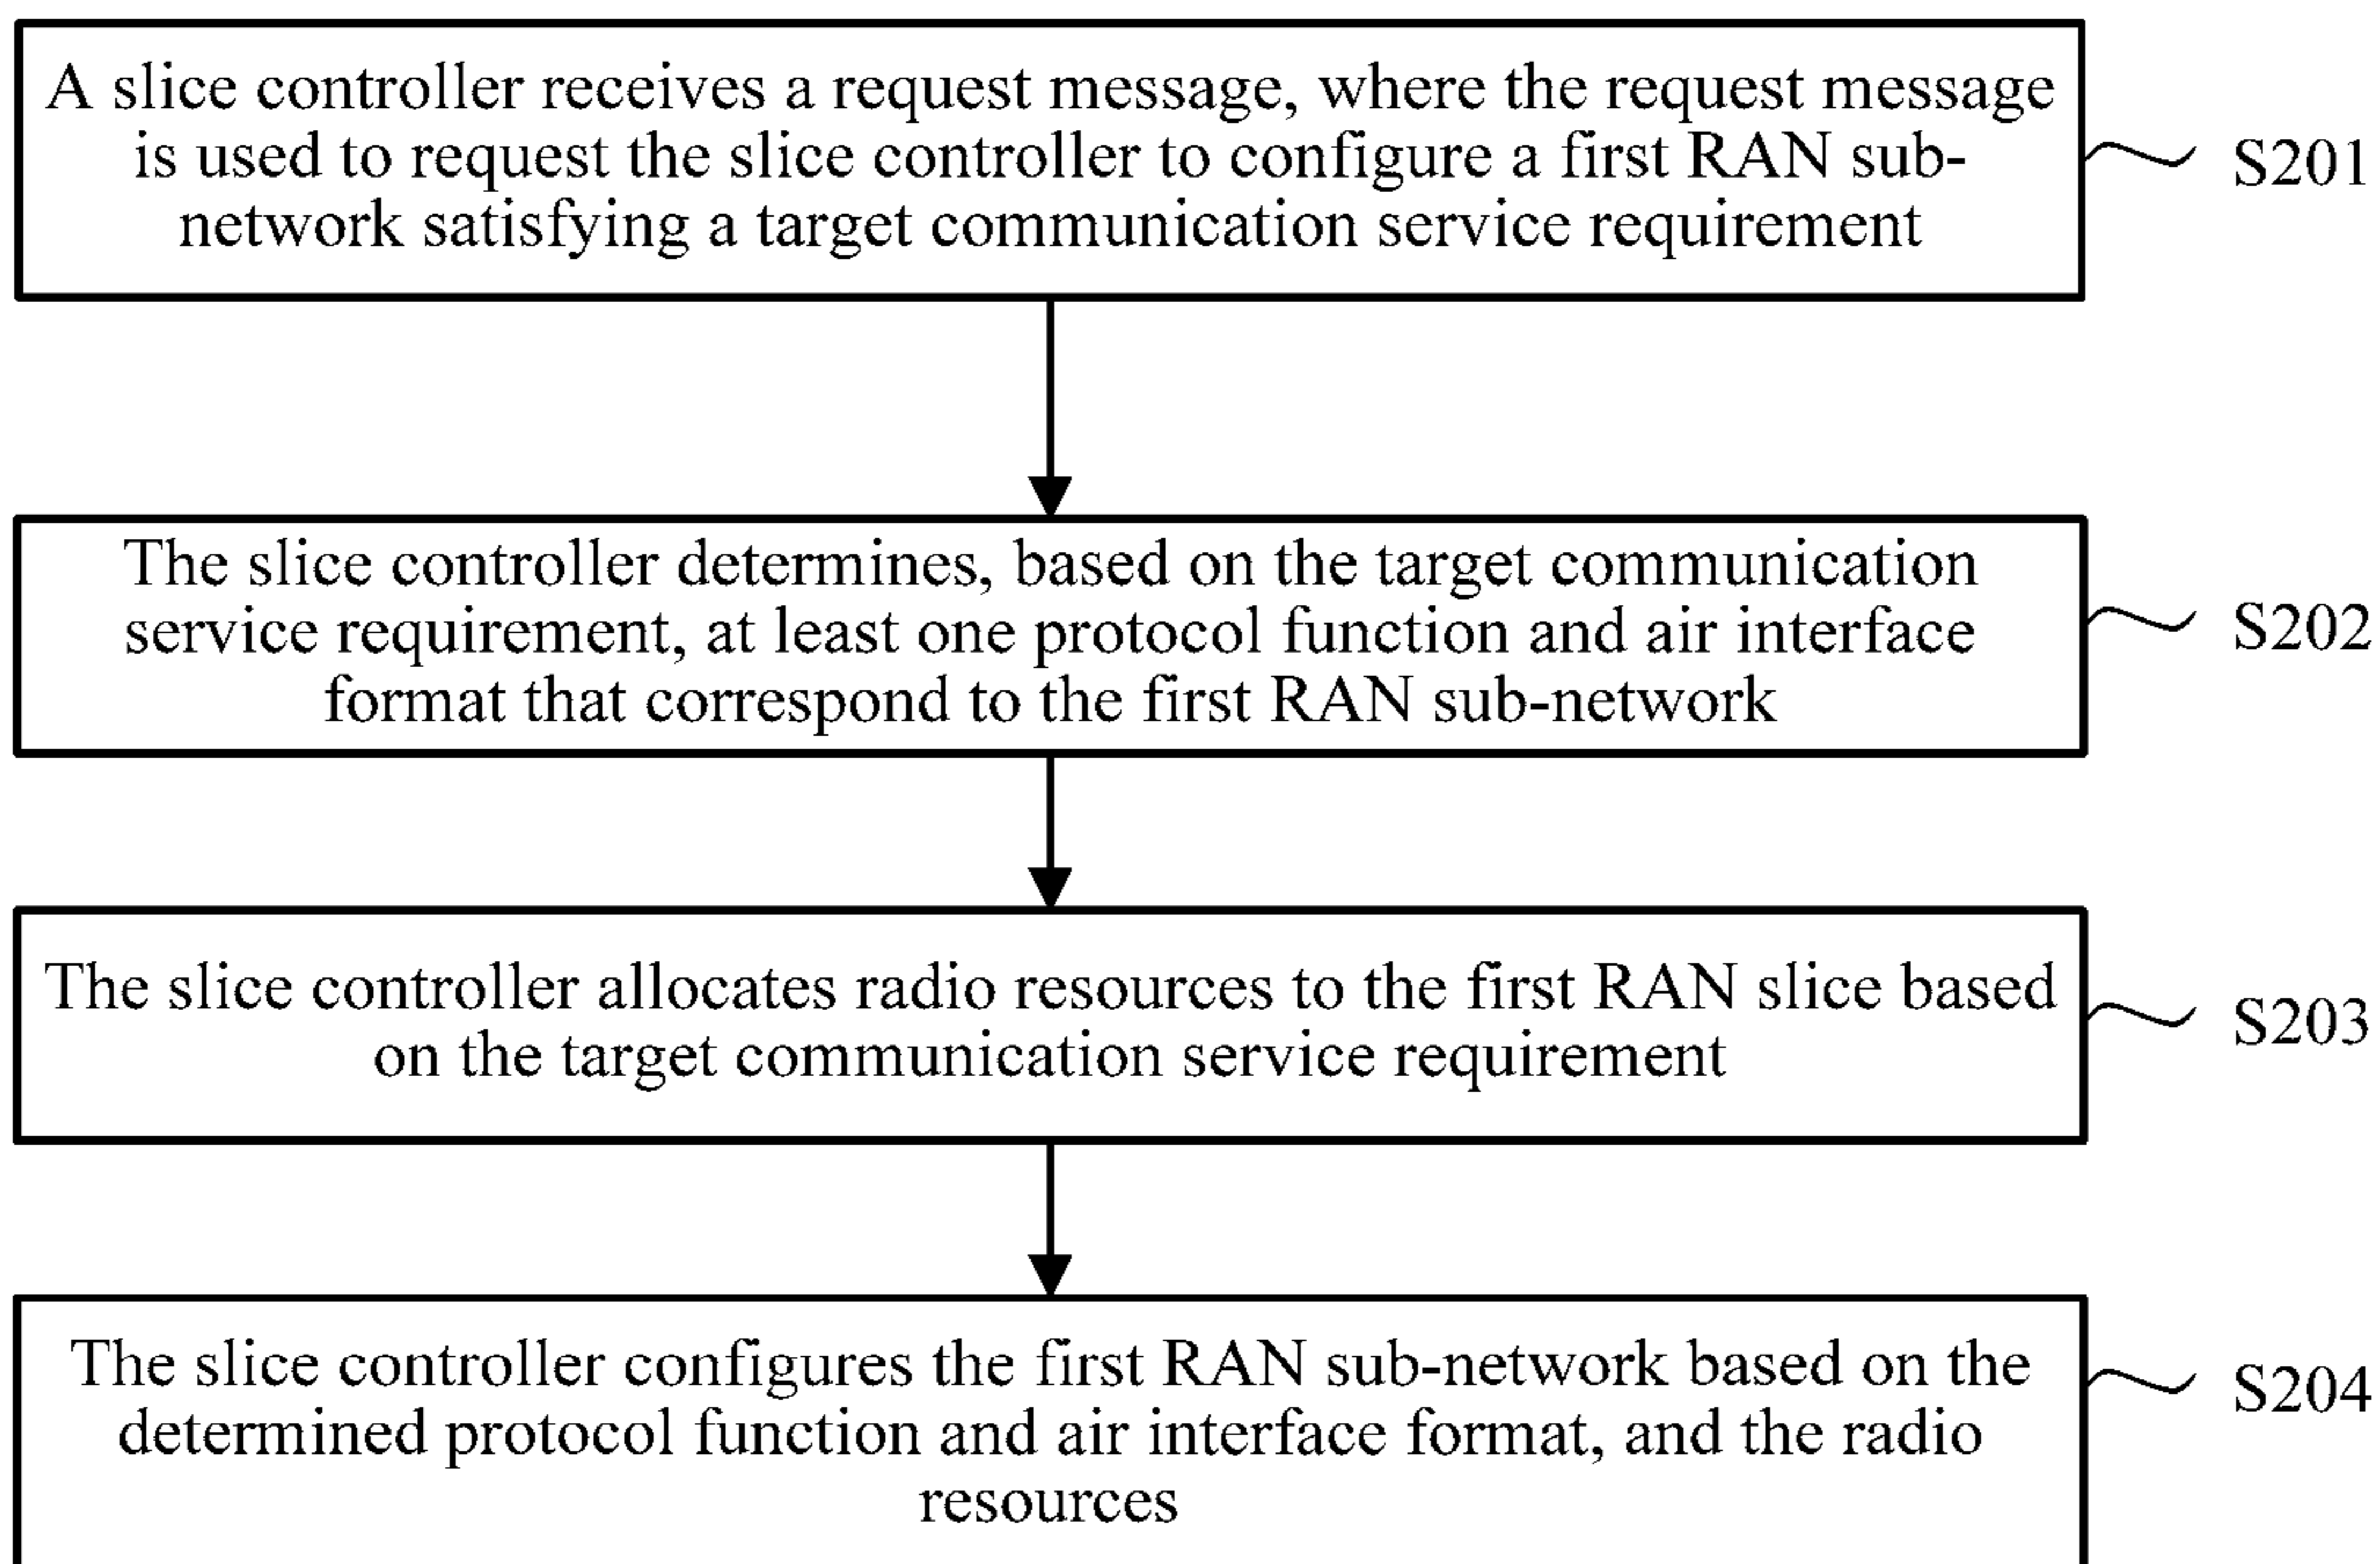 A slice controller receives a request message, where the request message
is used to request the slice controller to configure a first RAN sub-
network satisfying a target communication service requirement
S201
The slice controller determines, based on the target communication
service requirement, at least one protocol function and air interface
format that correspond to the first RAN sub-network
S202
The slice controller allocates radio resources to the first RAN slice based
on the target communication service requirement
S203
The slice controller configures the first RAN sub-network based on the
determined protocol function and air interface format, and the radio
resources
S204